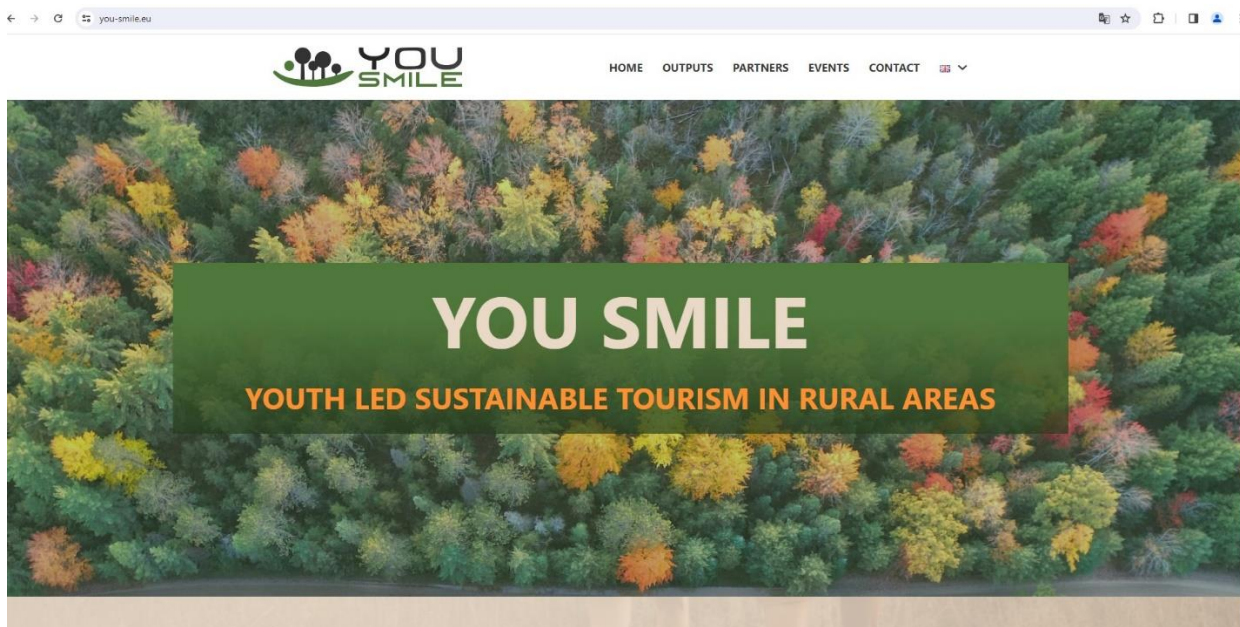 you-smile.eu
YOU
SMILE
HOME OUTPUTS PARTNERS EVENTS CONTACT
YOU SMILE
YOUTH LED SUSTAINABLE TOURISM IN RURAL AREAS